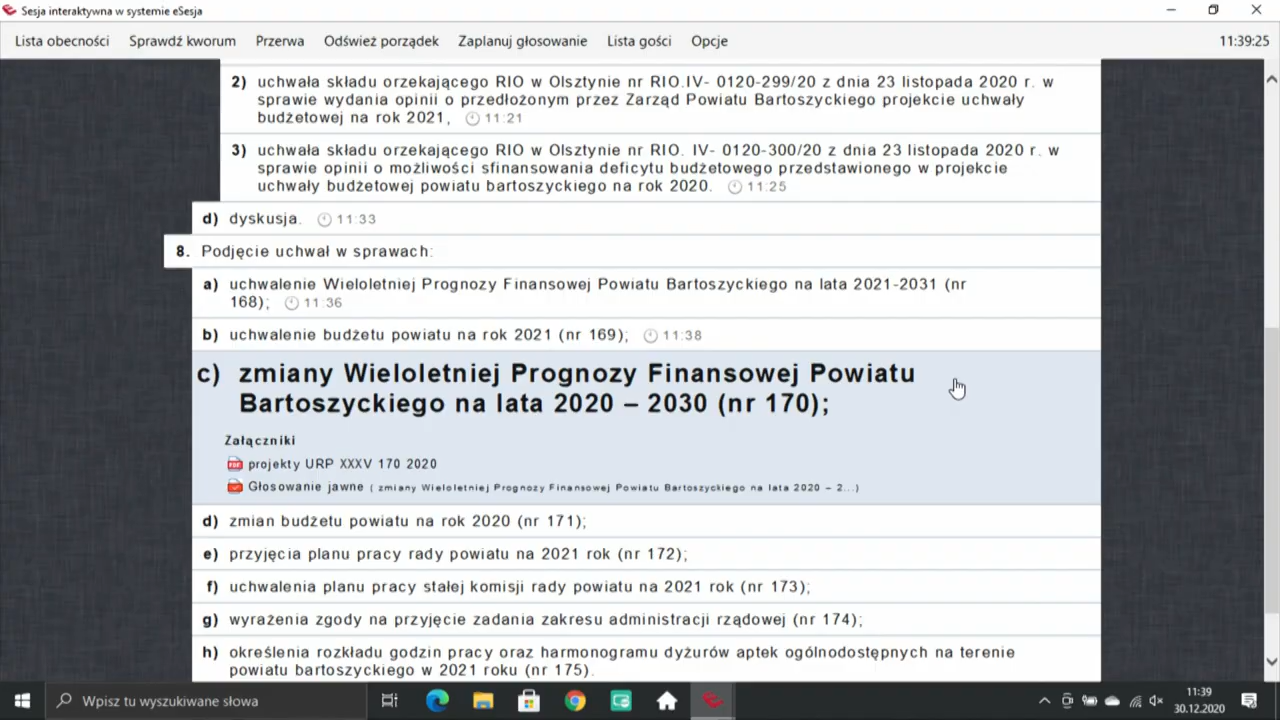 Sesja interaktywna w systemie eSesja
Lista obecności Sprawdź kworum Przerwa Odśwież porządek Zaplanuj głosowanie Lista gości Opcje 11:39:25
2) uchwała składu orzekającego RIO w Olsztynie nr RIO.IV- 0120-299/20 z dnia 23 listopada 2020 r. w
sprawie wydania opinii o przedłożonym przez Zarząd Powiatu Bartoszyckiego projekcie uchwały
budżetowej na rok 2021, 11:21
3) uchwała składu orzekającego RIO w Olsztynie nr RIO. IV- 0120-300/20 z dnia 23 listopada 2020 r. w
sprawie opinii o możliwości sfinansowania deficytu budżetowego przedstawionego w projekcie
uchwały budżetowej powiatu bartoszyckiego na rok 2020. 11:25
d) dyskusja. 11:33
8. Podjęcie uchwał w sprawach:
a) uchwalenie Wieloletniej Prognozy Finansowej Powiatu Bartoszyckiego na lata 2021-2031 (nr
168); 11:36
b) uchwalenie budżetu powiatu na rok 2021 (nr 169); 11:38
c) zmiany Wieloletniej Prognozy Finansowej Powiatu
Bartoszyckiego na lata 2020 – 2030 (nr 170);
Załączniki
projekty URP XXXV 170 2020
Głosowanie jawne ( zmiany Wieloletniej Prognozy Finansowej Powiatu Bartoszyckiego na lata 2020 – 2...)
d) zmian budżetu powiatu na rok 2020 (nr 171);
e) przyjęcia planu pracy rady powiatu na 2021 rok (nr 172);
f) uchwalenia planu pracy stałej komisji rady powiatu na 2021 rok (nr 173);
g) wyrażenia zgody na przyjęcie zadania zakresu administracji rządowej (nr 174);
h) określenia rozkładu godzin pracy oraz harmonogramu dyżurów aptek ogólnodostępnych na terenie
powiatu bartoszyckiego w 2021 roku (nr 175).
Wpisz tu wyszukiwane słowa
11:39
30.12.2020